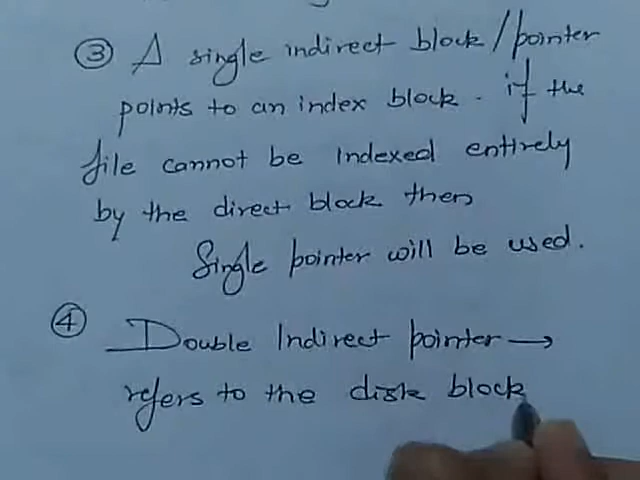 ③ A single indirect block/pointer
points to an index block. if the
file cannot be indexed entirely
by the direct block then
Single pointer will be used.
④ Double Indirect pointer →
refers to the disk block